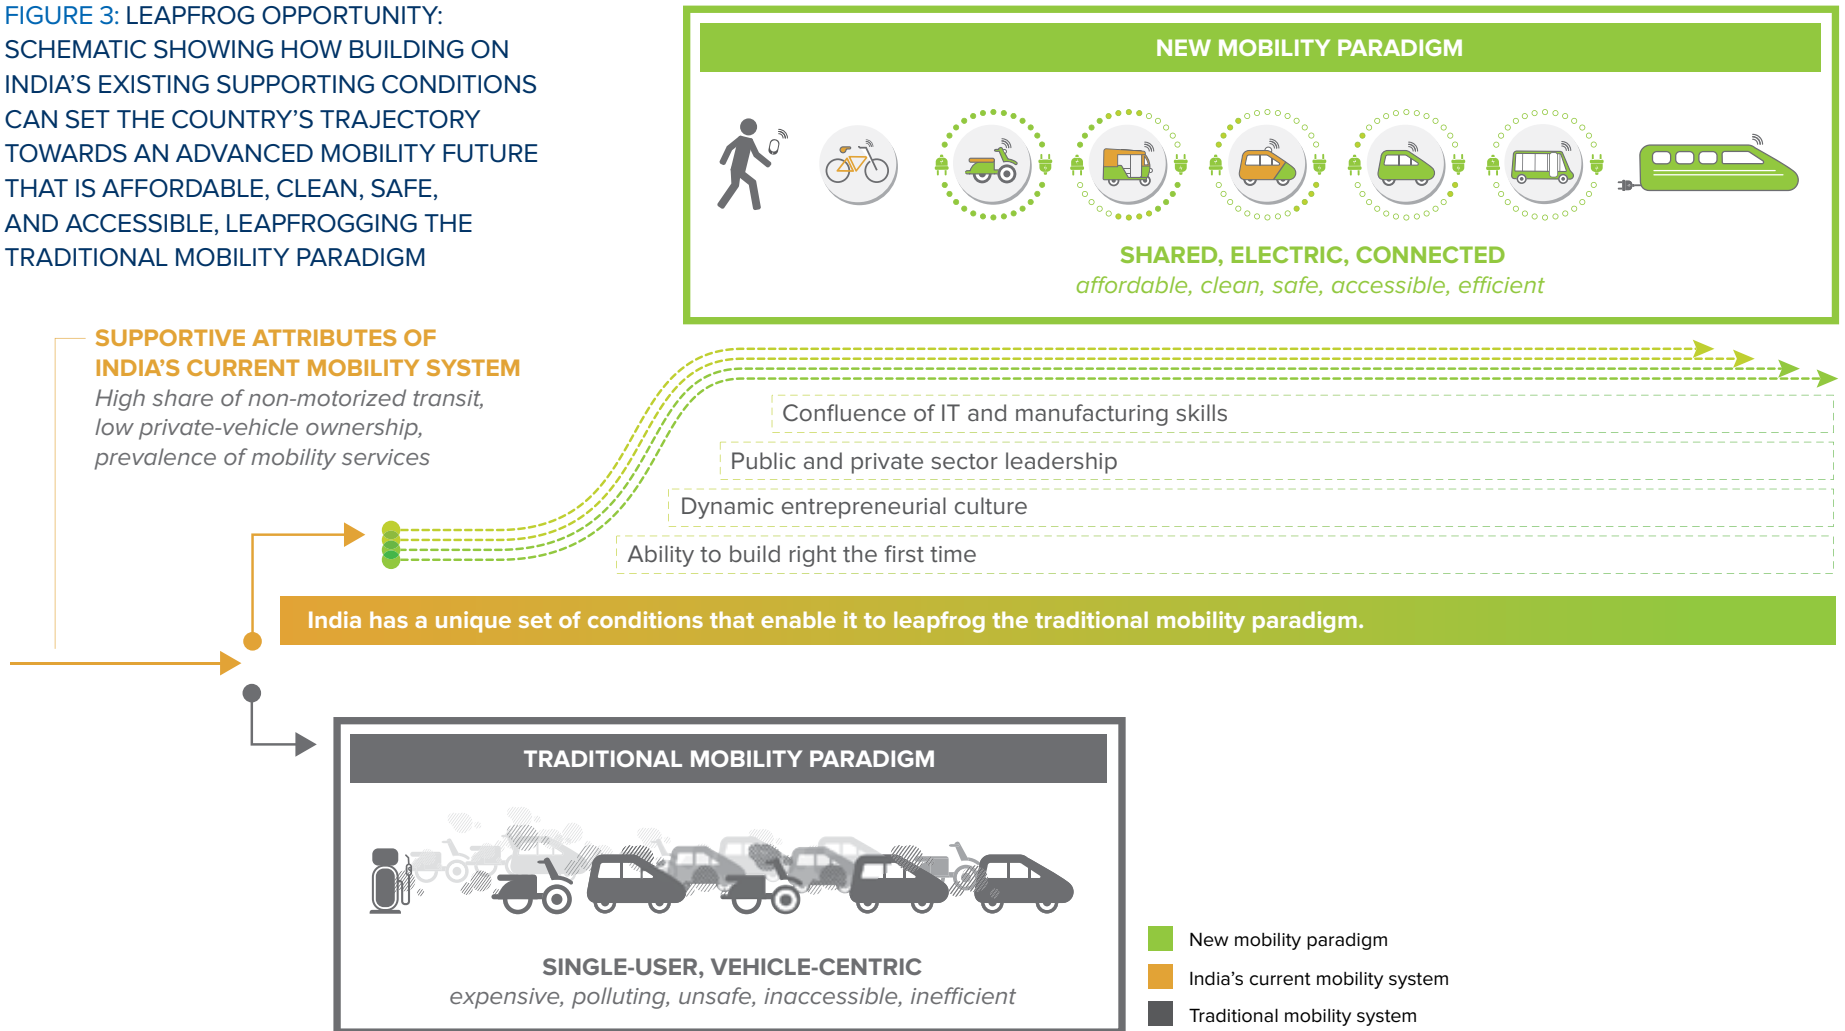 FIGURE 3: LEAPFROG OPPORTUNITY:
SCHEMATIC SHOWING HOW BUILDING ON
INDIA'S EXISTING SUPPORTING CONDITIONS
CAN SET THE COUNTRY'S TRAJECTORY
TOWARDS AN ADVANCED MOBILITY FUTURE
THAT IS AFFORDABLE, CLEAN, SAFE,
AND ACCESSIBLE, LEAPFROGGING THE
TRADITIONAL MOBILITY PARADIGM
NEW MOBILITY PARADIGM
SHARED, ELECTRIC, CONNECTED
affordable, clean, safe, accessible, efficient
SUPPORTIVE ATTRIBUTES OF
INDIA'S CURRENT MOBILITY SYSTEM
High share of non-motorized transit,
low private-vehicle ownership,
prevalence of mobility services
Confluence of IT and manufacturing skills
Public and private sector leadership
Dynamic entrepreneurial culture
Ability to build right the first time
India has a unique set of conditions that enable it to leapfrog the traditional mobility paradigm.
TRADITIONAL MOBILITY PARADIGM
SINGLE-USER, VEHICLE-CENTRIC
expensive, polluting, unsafe, inaccessible, inefficient
New mobility paradigm
India's current mobility system
Traditional mobility system